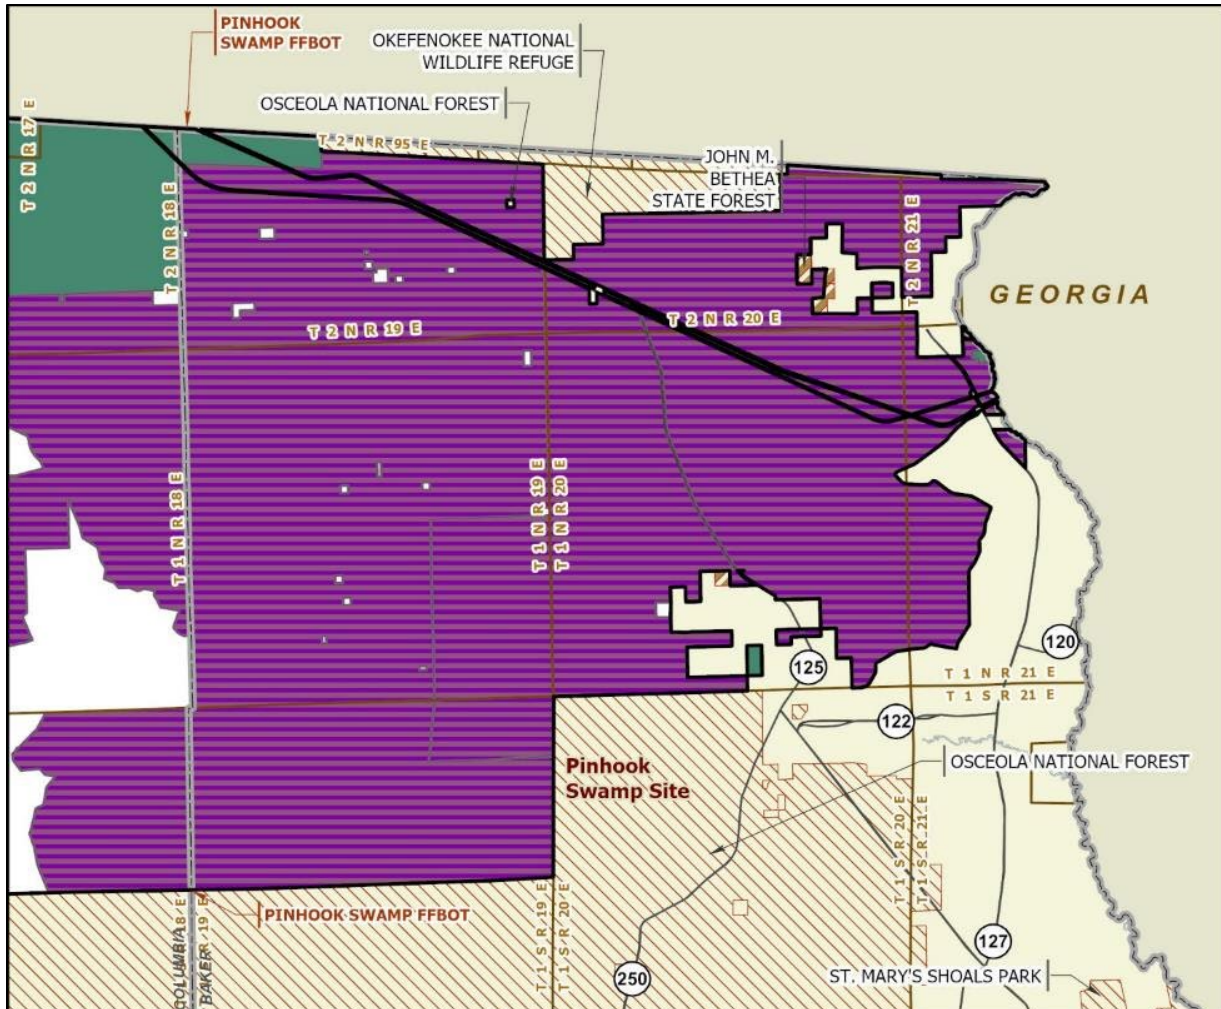 PINHOOK
SWAMP FFBOT
OKEFENOKEE NATIONAL
WILDLIFE REFUGE
OSCEOLA NATIONAL FOREST
T 2 N R 17 E
T 2 N R 95 E
JOHN M.
BETHEA
STATE FOREST
T 2 N R 18 E
T 2 N R 21 E
GEORGIA
T 2 N R 19 E
T 2 N R 20 E
T 1 N R 18 E
T 1 N R 19 E
T 1 N R 20 E
120
125
T 1 N R 21 E
T 1 S R 21 E
122
Pinhook
Swamp Site
OSCEOLA NATIONAL FOREST
T 1 S R 20 E
T 1 S R 21 E
PINHOOK SWAMP FFBOT
COLUMBIA
BAKER
T 1 S R 19 E
T 1 S R 20 E
127
250
ST. MARY'S SHOALS PARK